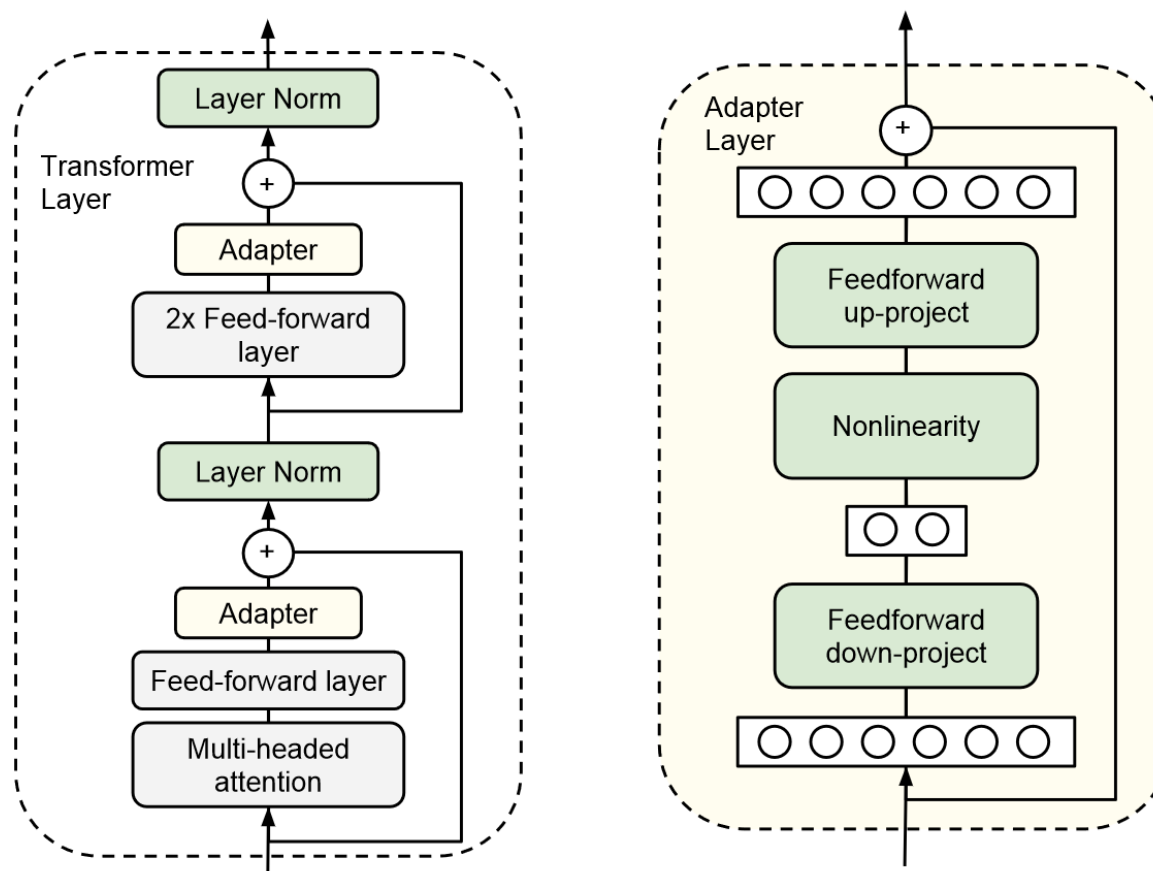 Layer Norm
Transformer
Layer
+
Adapter
2x Feed-forward
layer
Layer Norm
+
Adapter
Feed-forward layer
Multi-headed
attention
Adapter
Layer
+
Feedforward
up-project
Nonlinearity
Feedforward
down-project